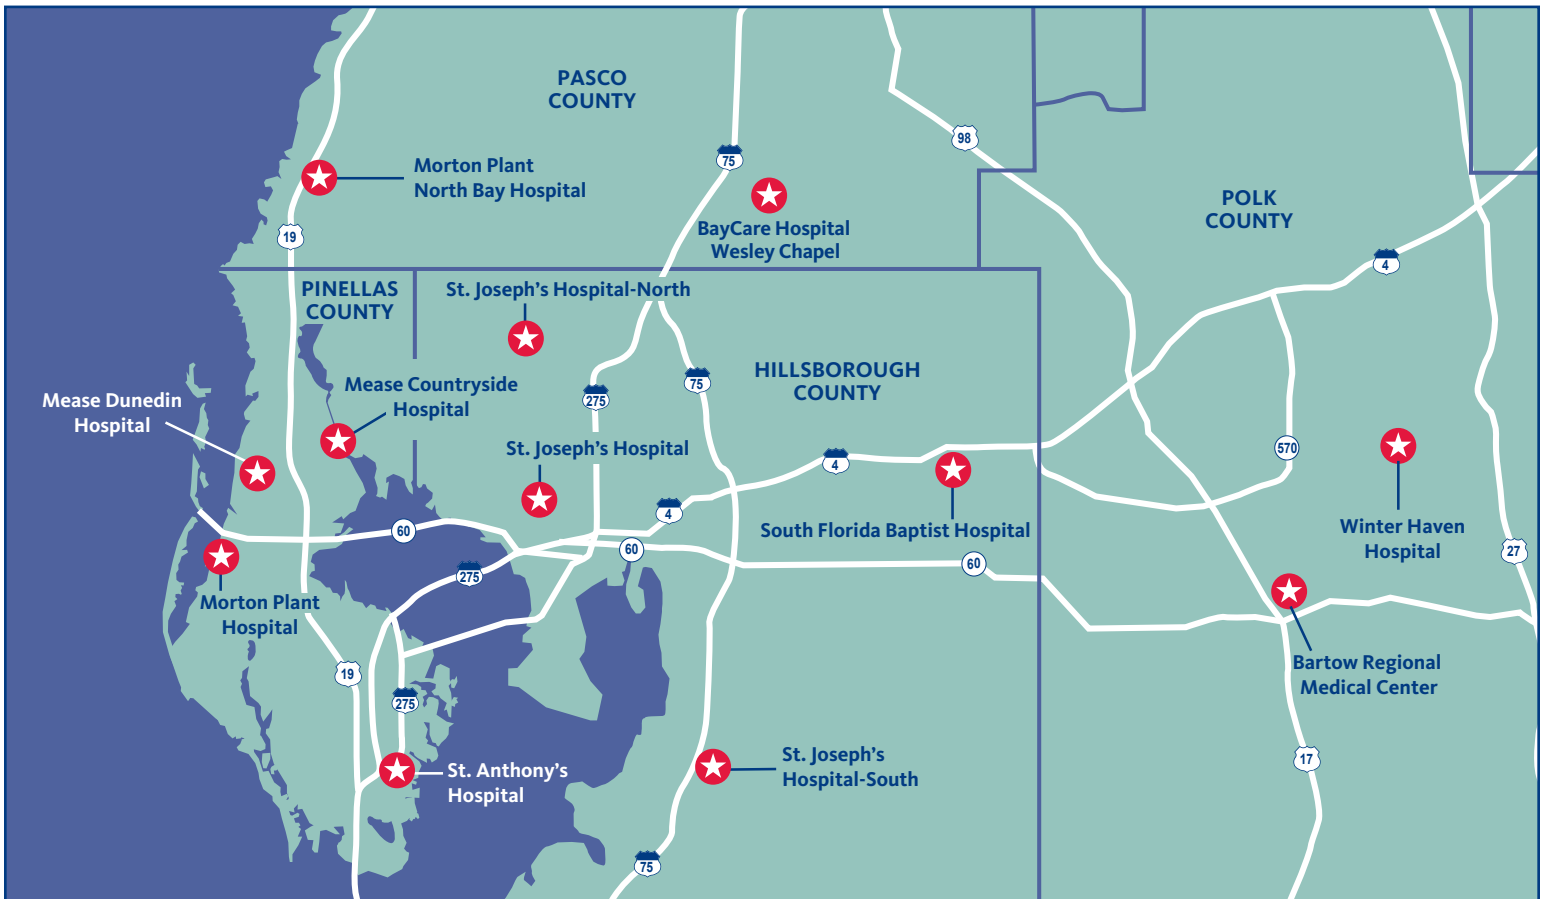 PASCO
COUNTY
98
75
Morton Plant
North Bay Hospital
POLK
COUNTY
BayCare Hospital
Wesley Chapel
19
4
PINELLAS
COUNTY
St. Joseph's Hospital-North
HILLSBOROUGH
COUNTY
75
Mease Countryside
Hospital
275
Mease Dunedin
Hospital
St. Joseph's Hospital
570
4
4
South Florida Baptist Hospital
Winter Haven
Hospital
60
60
27
60
275
Morton Plant
Hospital
Bartow Regional
Medical Center
19
275
St. Anthony's
Hospital
St. Joseph's
Hospital-South
17
75